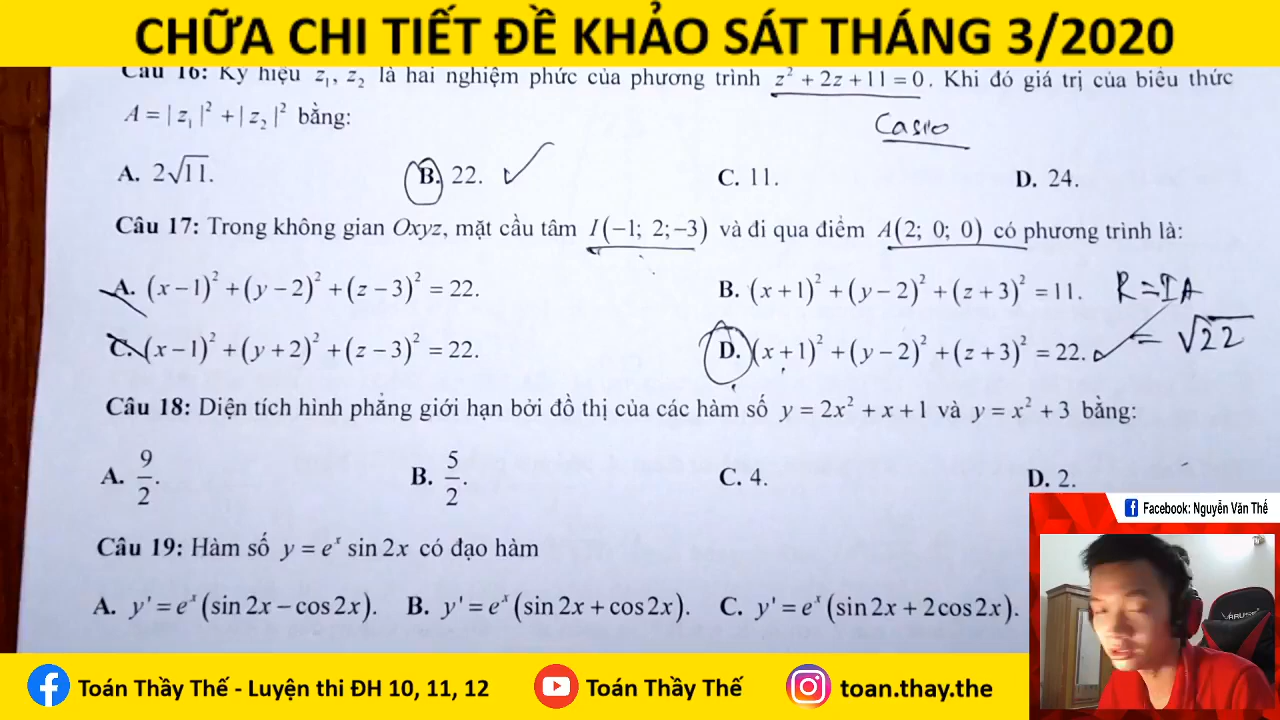 CHỮA CHI TIẾT ĐỀ KHẢO SÁT THÁNG 3/2020
Câu 16: Ký hiệu z₁, z₂ là hai nghiệm phức của phương trình z² + 2z + 11 = 0. Khi đó giá trị của biểu thức
A = | z₁ |² + | z₂ |² bằng:
Casio
A. 2√11. B. 22. C. 11. D. 24.
Câu 17: Trong không gian Oxyz, mặt cầu tâm I(−1; 2;−3) và đi qua điểm A(2; 0; 0) có phương trình là:
A. (x − 1)² + (y − 2)² + (z − 3)² = 22. B. (x + 1)² + (y − 2)² + (z + 3)² = 11. R = IA
C. (x − 1)² + (y + 2)² + (z − 3)² = 22. D. (x + 1)² + (y − 2)² + (z + 3)² = 22. = √22
Câu 18: Diện tích hình phẳng giới hạn bởi đồ thị của các hàm số y = 2x² + x + 1 và y = x² + 3 bằng:
A. 9/2. B. 5/2. C. 4. D. 2.
Facebook: Nguyễn Văn Thế
Câu 19: Hàm số y = eˣ sin 2x có đạo hàm
A. y' = eˣ (sin 2x − cos 2x). B. y' = eˣ (sin 2x + cos 2x). C. y' = eˣ (sin 2x + 2cos 2x).
Toán Thầy Thế - Luyện thi ĐH 10, 11, 12 Toán Thầy Thế toan.thay.the